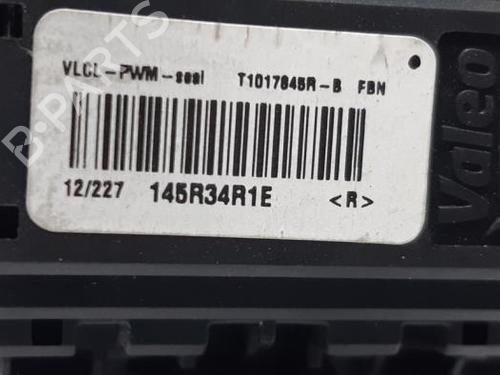 VLCL-PWM-seal T1017845R-B FBN
12/227 145R34R1E <R>
Valeo
B-PARTS